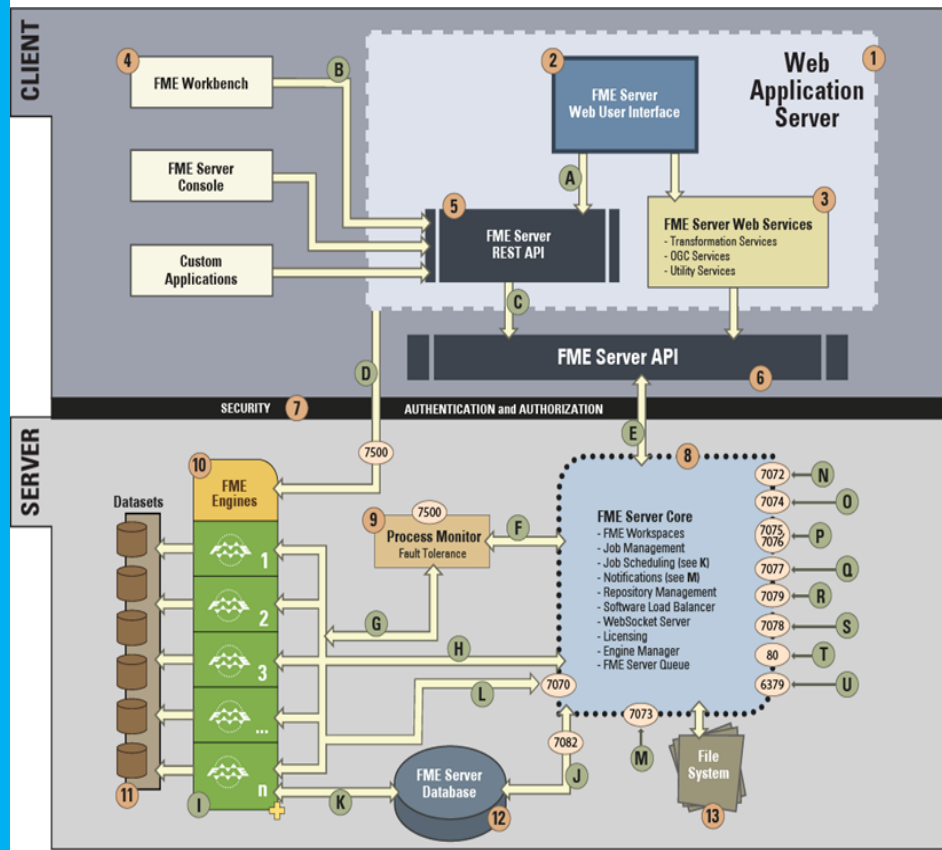 CLIENT
4
FME Workbench
B
FME Server
Console
Custom
Applications
1
Web
Application
Server
2
FME Server
Web User Interface
A
5
FME Server
REST API
3
FME Server Web Services
- Transformation Services
- OGC Services
- Utility Services
C
FME Server API
6
D
SECURITY
7
AUTHENTICATION and AUTHORIZATION
SERVER
E
7500
10
FME
Engines
Datasets
1
2
3
...
n
11
I
9
7500
Process Monitor
Fault Tolerance
F
G
H
L
7070
8
FME Server Core
- FME Workspaces
- Job Management
- Job Scheduling (see K)
- Notifications (see M)
- Repository Management
- Software Load Balancer
- WebSocket Server
- Licensing
- Engine Manager
- FME Server Queue
7072
N
7074
O
7075
7076
P
7077
Q
7079
R
7078
S
80
T
6379
U
7073
M
7082
J
K
FME Server
Database
12
File
System
13